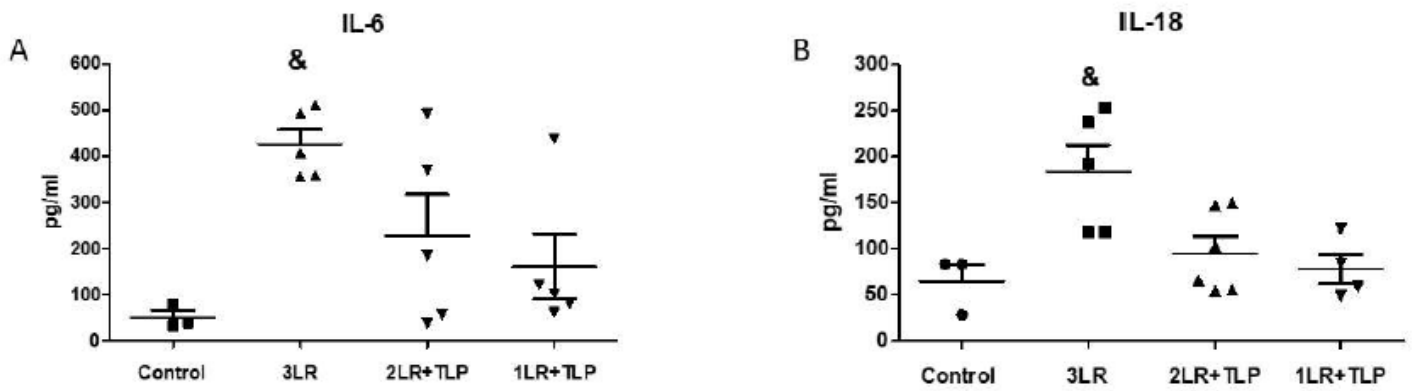 A
IL-6
&
600
500
400
300
200
100
0
pg/ml
Control 3LR 2LR+TLP 1LR+TLP
B
IL-18
&
300
250
200
150
100
50
0
pg/ml
Control 3LR 2LR+TLP 1LR+TLP